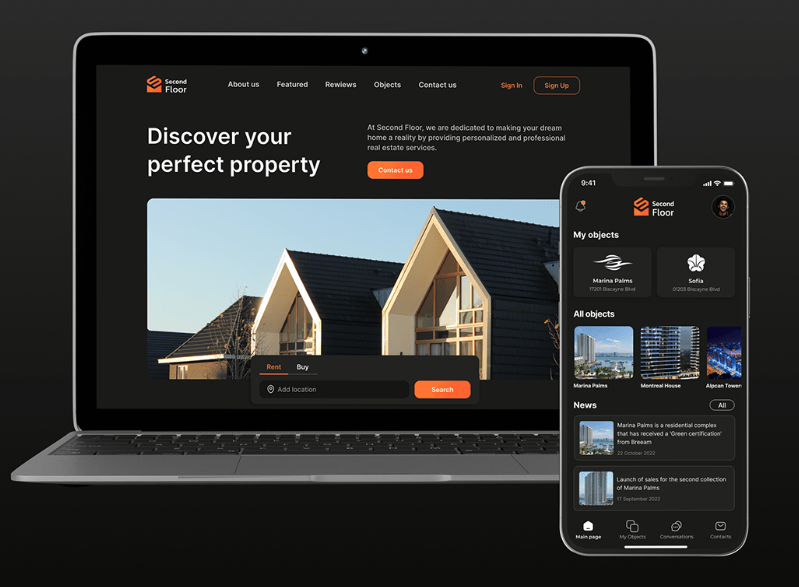 Second
Floor
About us
Featured
Rewiews
Objects
Contact us
Sign In
Sign Up
Discover your
perfect property
At Second Floor, we are dedicated to making your dream
home a reality by providing personalized and professional
real estate services.
Contact us
Rent
Buy
Add location
Search
9:41
Second
Floor
My objects
Marina Palms
17201 Biscayne Blvd
Sofia
01203 Biscayne Blvd
All objects
Marina Palms
Montreal House
Alpcan Towers
News
All
Marina Palms is a residential complex
that has received a 'Green certification'
from Breeam
22 October 2022
Launch of sales for the second collection
of Marina Palms
17 September 2022
Main page
My Objects
Conversations
Contacts